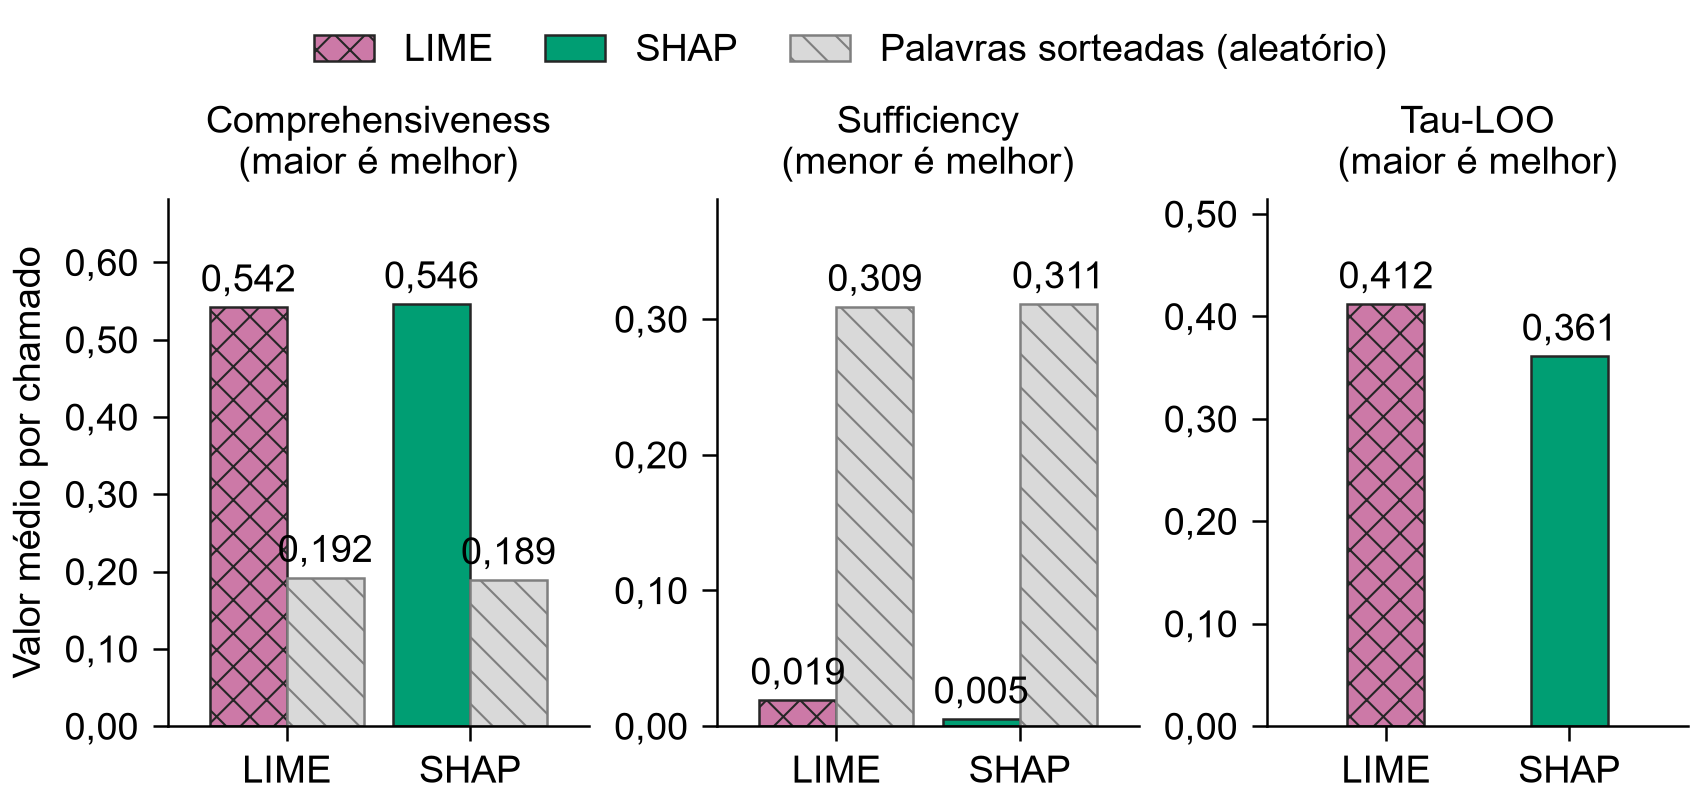 LIME SHAP Palavras sorteadas (aleatório)
Comprehensiveness
(maior é melhor)
Valor médio por chamado
0,60
0,50
0,40
0,30
0,20
0,10
0,00
0,542
0,192
0,546
0,189
LIME SHAP
Sufficiency
(menor é melhor)
0,30
0,20
0,10
0,00
0,019
0,309
0,005
0,311
LIME SHAP
Tau-LOO
(maior é melhor)
0,50
0,40
0,30
0,20
0,10
0,00
0,412
0,361
LIME SHAP